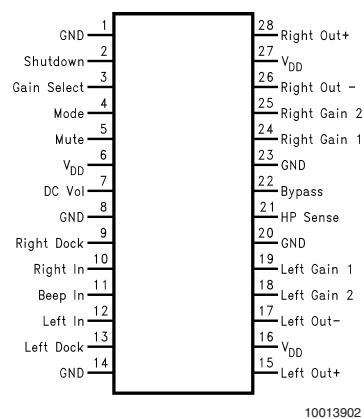 GND 1 28 Right Out+
Shutdown 2 27 VDD
Gain Select 3 26 Right Out -
Mode 4 25 Right Gain 2
Mute 5 24 Right Gain 1
VDD 6 23 GND
DC Vol 7 22 Bypass
GND 8 21 HP Sense
Right Dock 9 20 GND
Right In 10 19 Left Gain 1
Beep In 11 18 Left Gain 2
Left In 12 17 Left Out-
Left Dock 13 16 VDD
GND 14 15 Left Out+
10013902